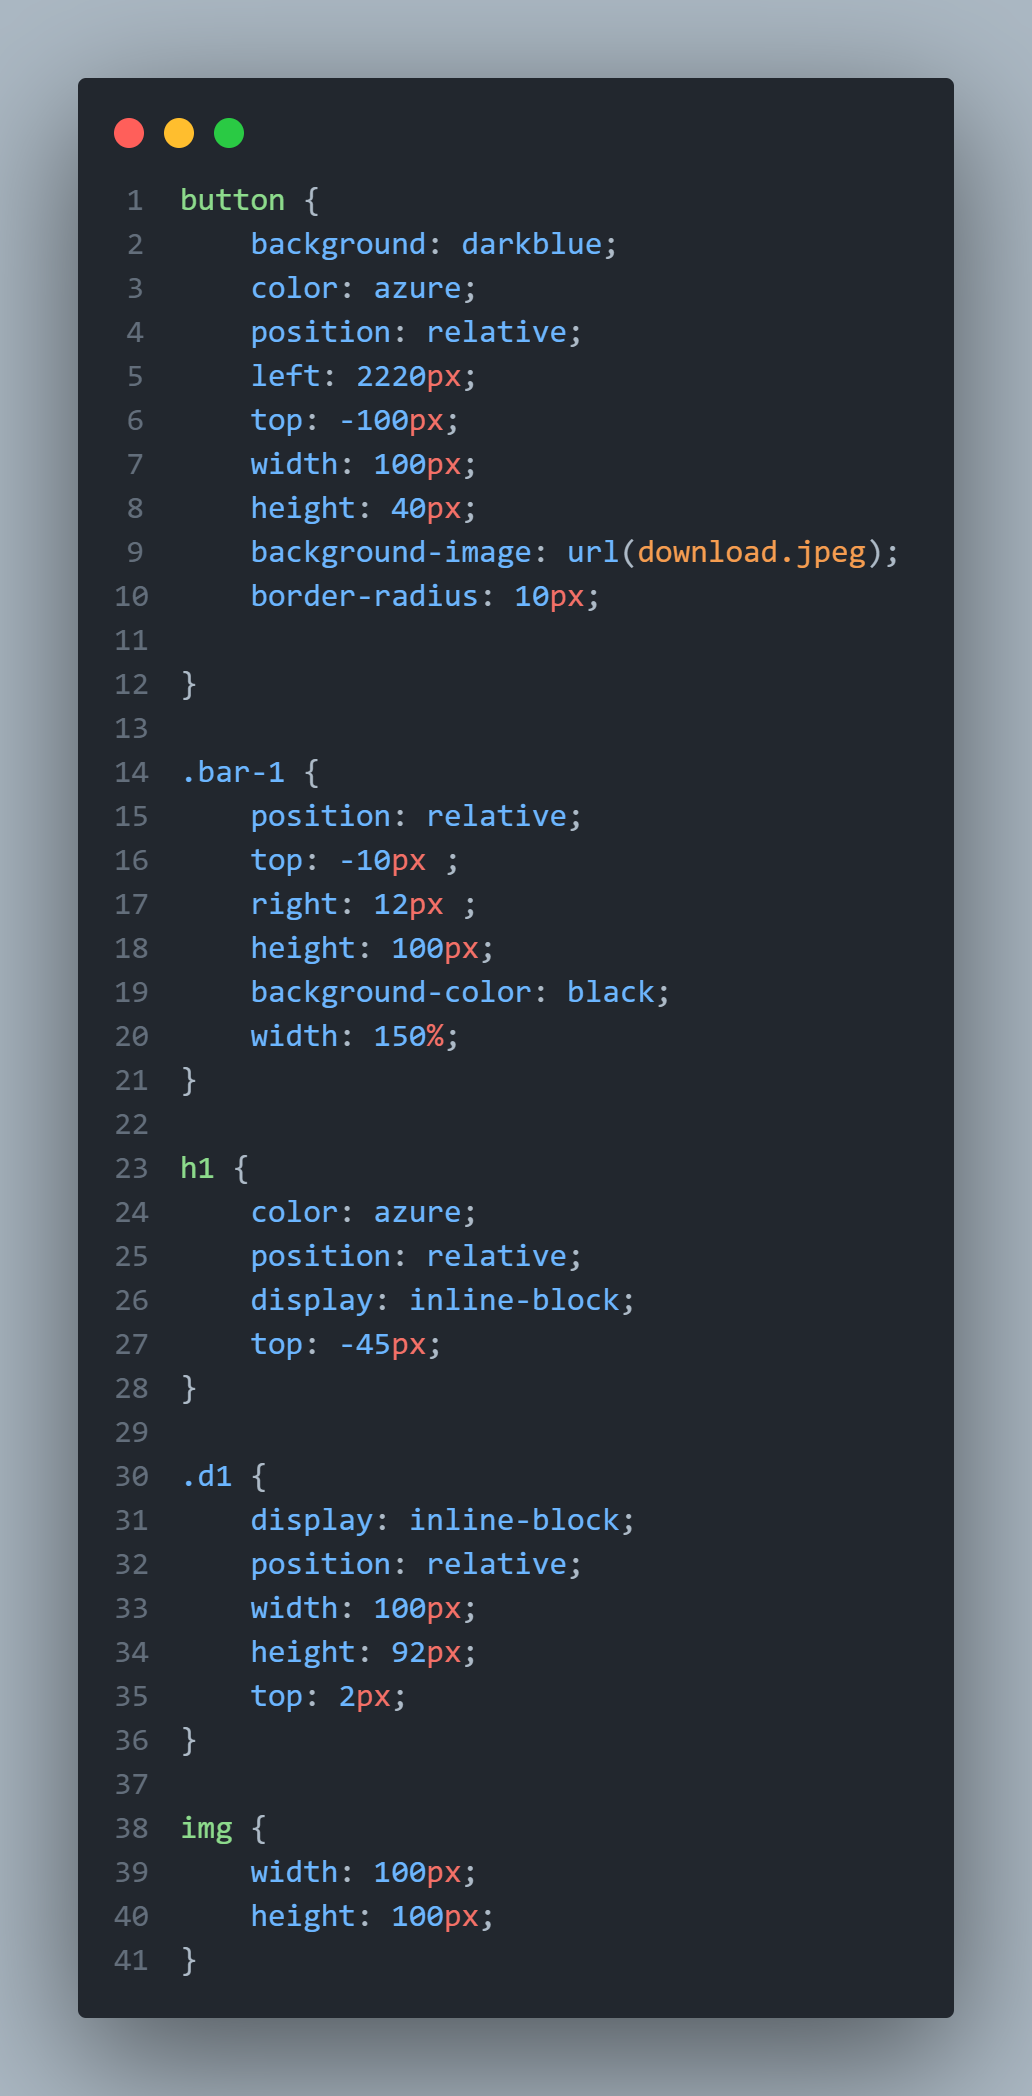 1 button {
2     background: darkblue;
3     color: azure;
4     position: relative;
5     left: 2220px;
6     top: -100px;
7     width: 100px;
8     height: 40px;
9     background-image: url(download.jpeg);
10     border-radius: 10px;
11
12 }
13
14 .bar-1 {
15     position: relative;
16     top: -10px ;
17     right: 12px ;
18     height: 100px;
19     background-color: black;
20     width: 150%;
21 }
22
23 h1 {
24     color: azure;
25     position: relative;
26     display: inline-block;
27     top: -45px;
28 }
29
30 .d1 {
31     display: inline-block;
32     position: relative;
33     width: 100px;
34     height: 92px;
35     top: 2px;
36 }
37
38 img {
39     width: 100px;
40     height: 100px;
41 }